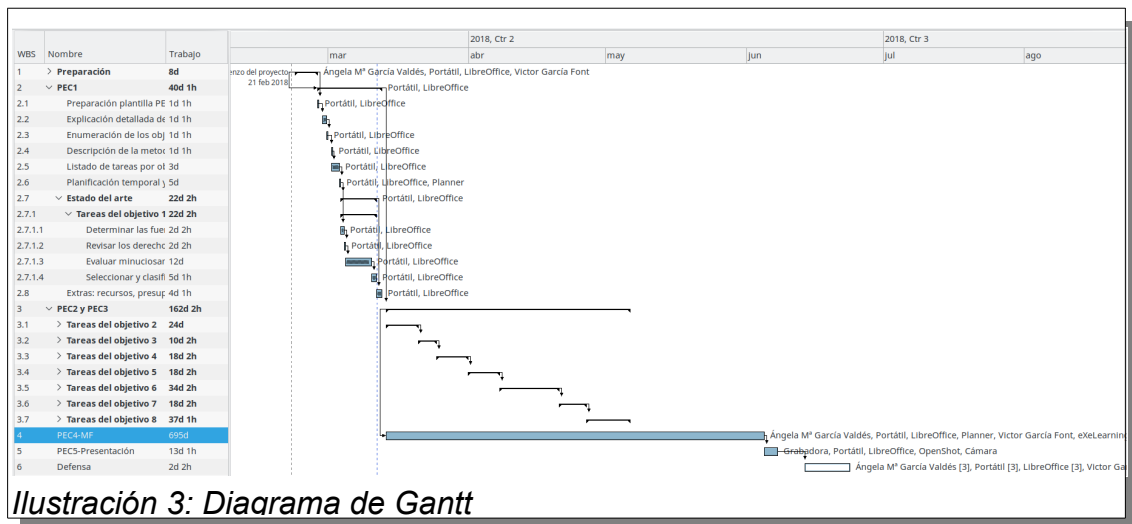 2018, Ctr 2 2018, Ctr 3
WBS Nombre Trabajo mar abr may jun jul ago
1 Preparación 8d
enzo del proyecto
21 feb 2018
Ángela Mª García Valdés, Portátil, LibreOffice, Victor García Font
2 PEC1 40d 1h Portátil, LibreOffice
2.1 Preparación plantilla PE 1d 1h Portátil, LibreOffice
2.2 Explicación detallada de 1d 1h
2.3 Enumeración de los obj 1d 1h Portátil, LibreOffice
2.4 Descripción de la metod 1d 1h Portátil, LibreOffice
2.5 Listado de tareas por ob 3d Portátil, LibreOffice
2.6 Planificación temporal y 5d Portátil, LibreOffice, Planner
2.7 Estado del arte 22d 2h Portátil, LibreOffice
2.7.1 Tareas del objetivo 1 22d 2h
2.7.1.1 Determinar las fue 2d 2h Portátil, LibreOffice
2.7.1.2 Revisar los derecho 2d 2h Portátil, LibreOffice
2.7.1.3 Evaluar minuciosar 12d Portátil, LibreOffice
2.7.1.4 Seleccionar y clasifi 5d 1h Portátil, LibreOffice
2.8 Extras: recursos, presup 4d 1h Portátil, LibreOffice
3 PEC2 y PEC3 162d 2h
3.1 Tareas del objetivo 2 24d
3.2 Tareas del objetivo 3 10d 2h
3.3 Tareas del objetivo 4 18d 2h
3.4 Tareas del objetivo 5 18d 2h
3.5 Tareas del objetivo 6 34d 2h
3.6 Tareas del objetivo 7 18d 2h
3.7 Tareas del objetivo 8 37d 1h
4 PEC4-MF 695d Ángela Mª García Valdés, Portátil, LibreOffice, Planner, Victor García Font, eXeLearning
5 PEC5-Presentación 13d 1h Grabadora, Portátil, LibreOffice, OpenShot, Cámara
6 Defensa 2d 2h Ángela Mª García Valdés [3], Portátil [3], LibreOffice [3], Victor Ga
Ilustración 3: Diagrama de Gantt